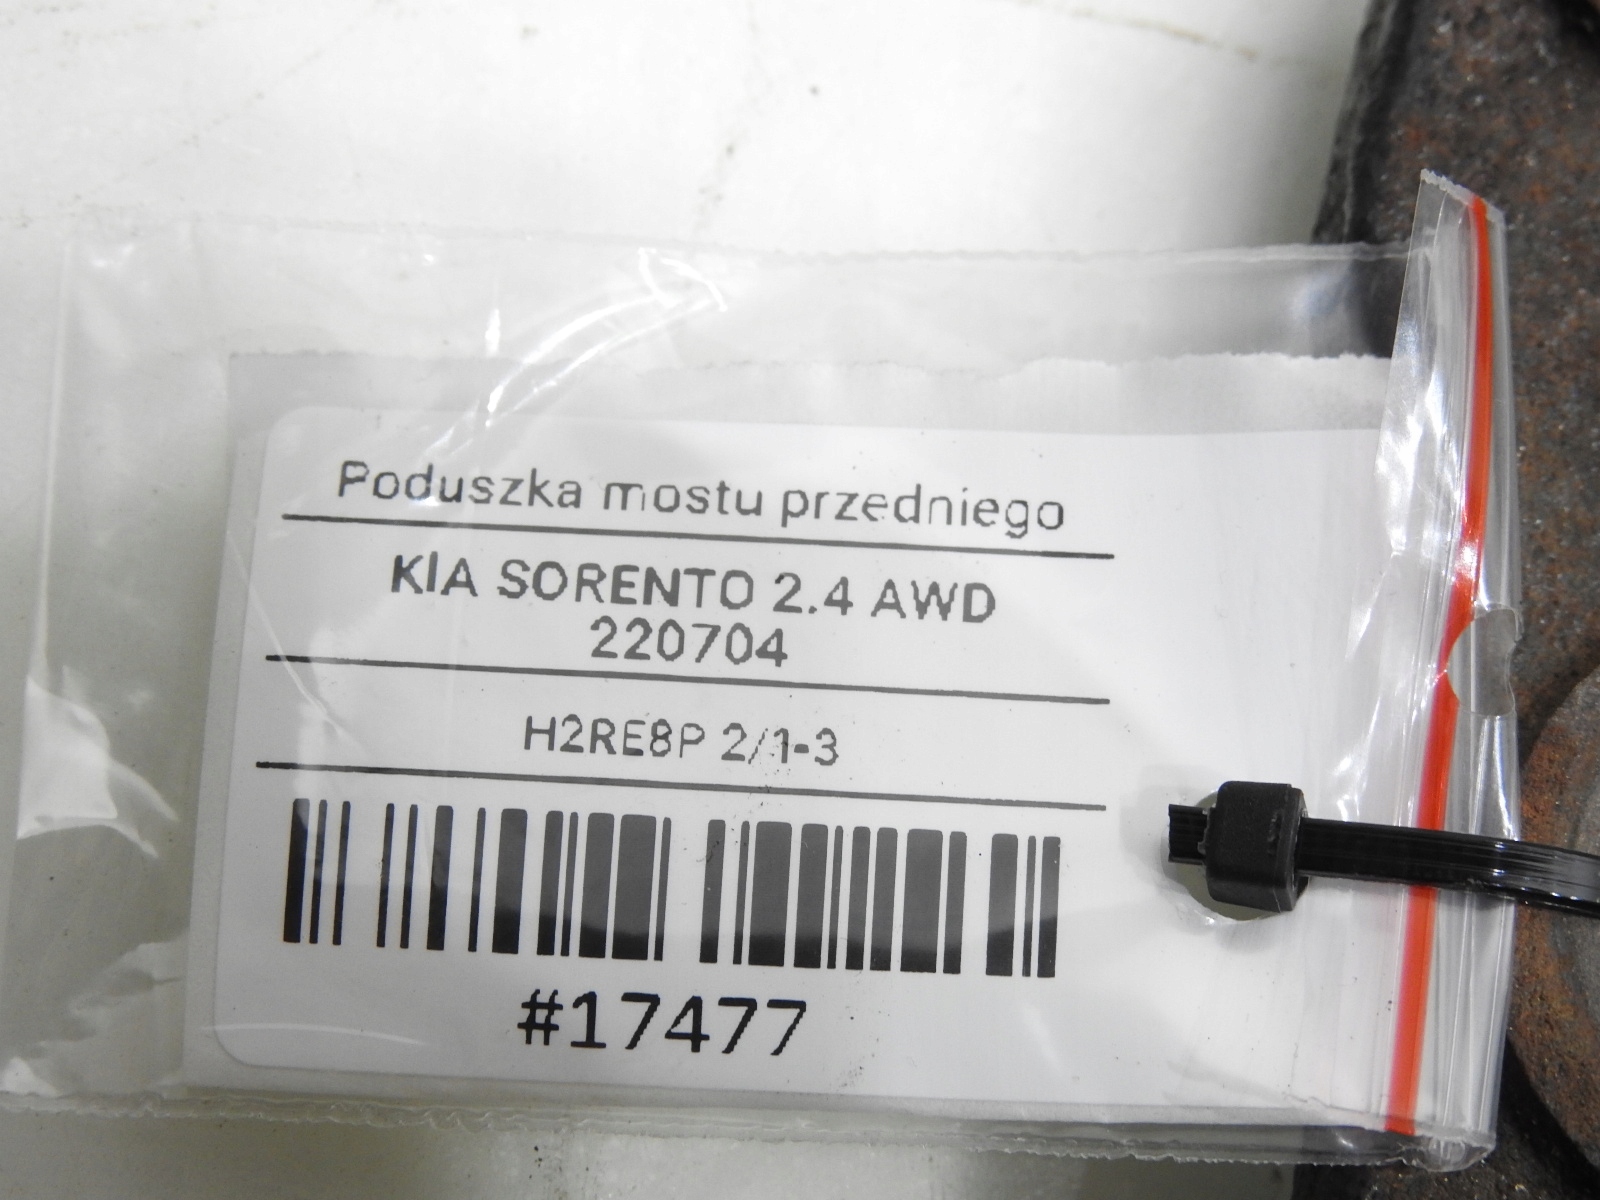 Poduszka mostu przedniego
KIA SORENTO 2.4 AWD
220704
H2RE8P 2/1-3
#17477